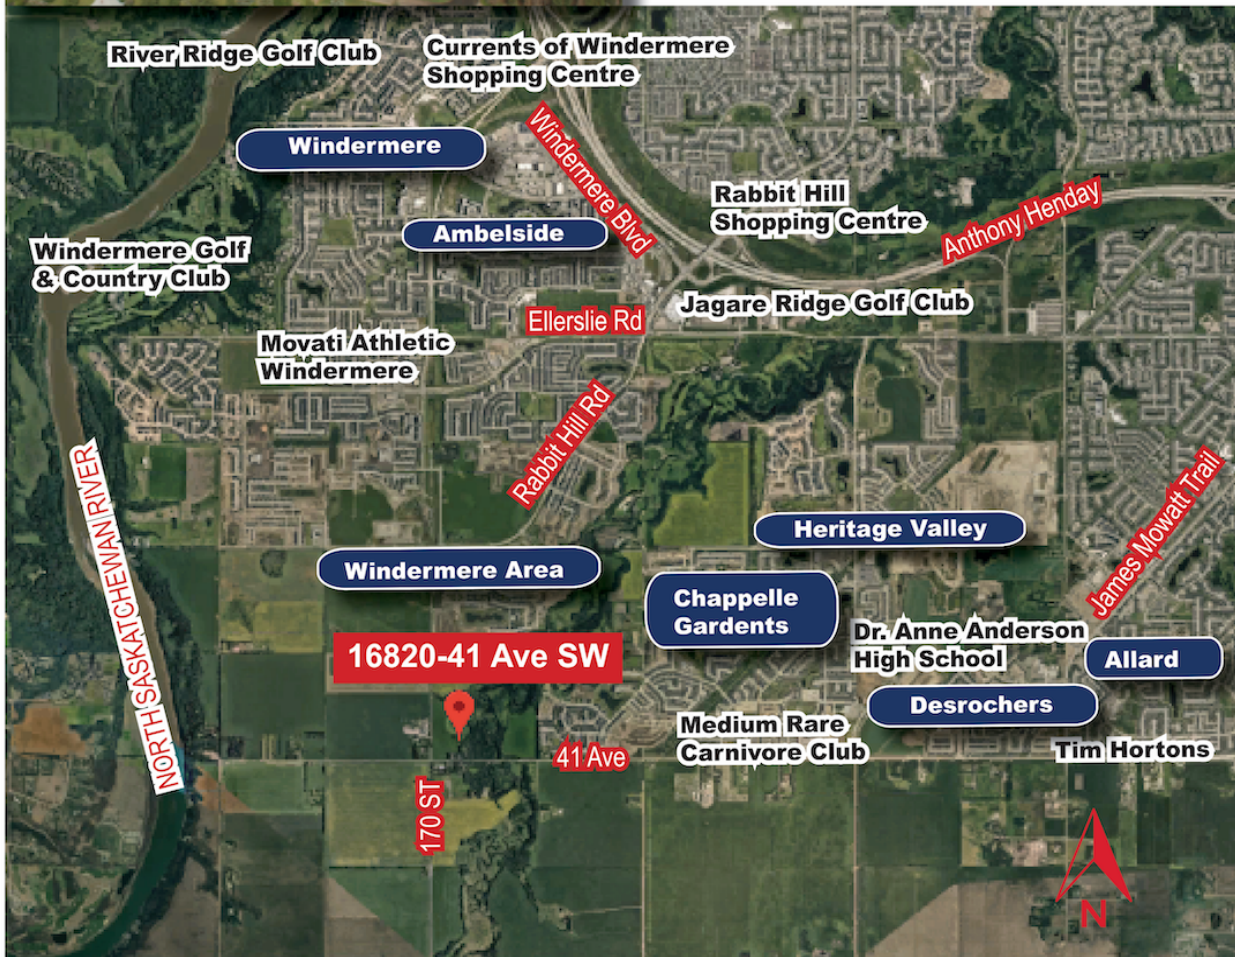 River Ridge Golf Club
Currents of Windermere
Shopping Centre
Windermere
Windermere Blvd
Rabbit Hill
Shopping Centre
Anthony Henday
Ambelside
Windermere Golf
& Country Club
Jagare Ridge Golf Club
Ellerslie Rd
Movati Athletic
Windermere
Rabbit Hill Rd
NORTH SASKATCHEWAN RIVER
James Mowatt Trail
Heritage Valley
Windermere Area
Chappelle
Gardents
Dr. Anne Anderson
High School
Allard
16820-41 Ave SW
Desrochers
Medium Rare
Carnivore Club
Tim Hortons
41 Ave
170 ST
N